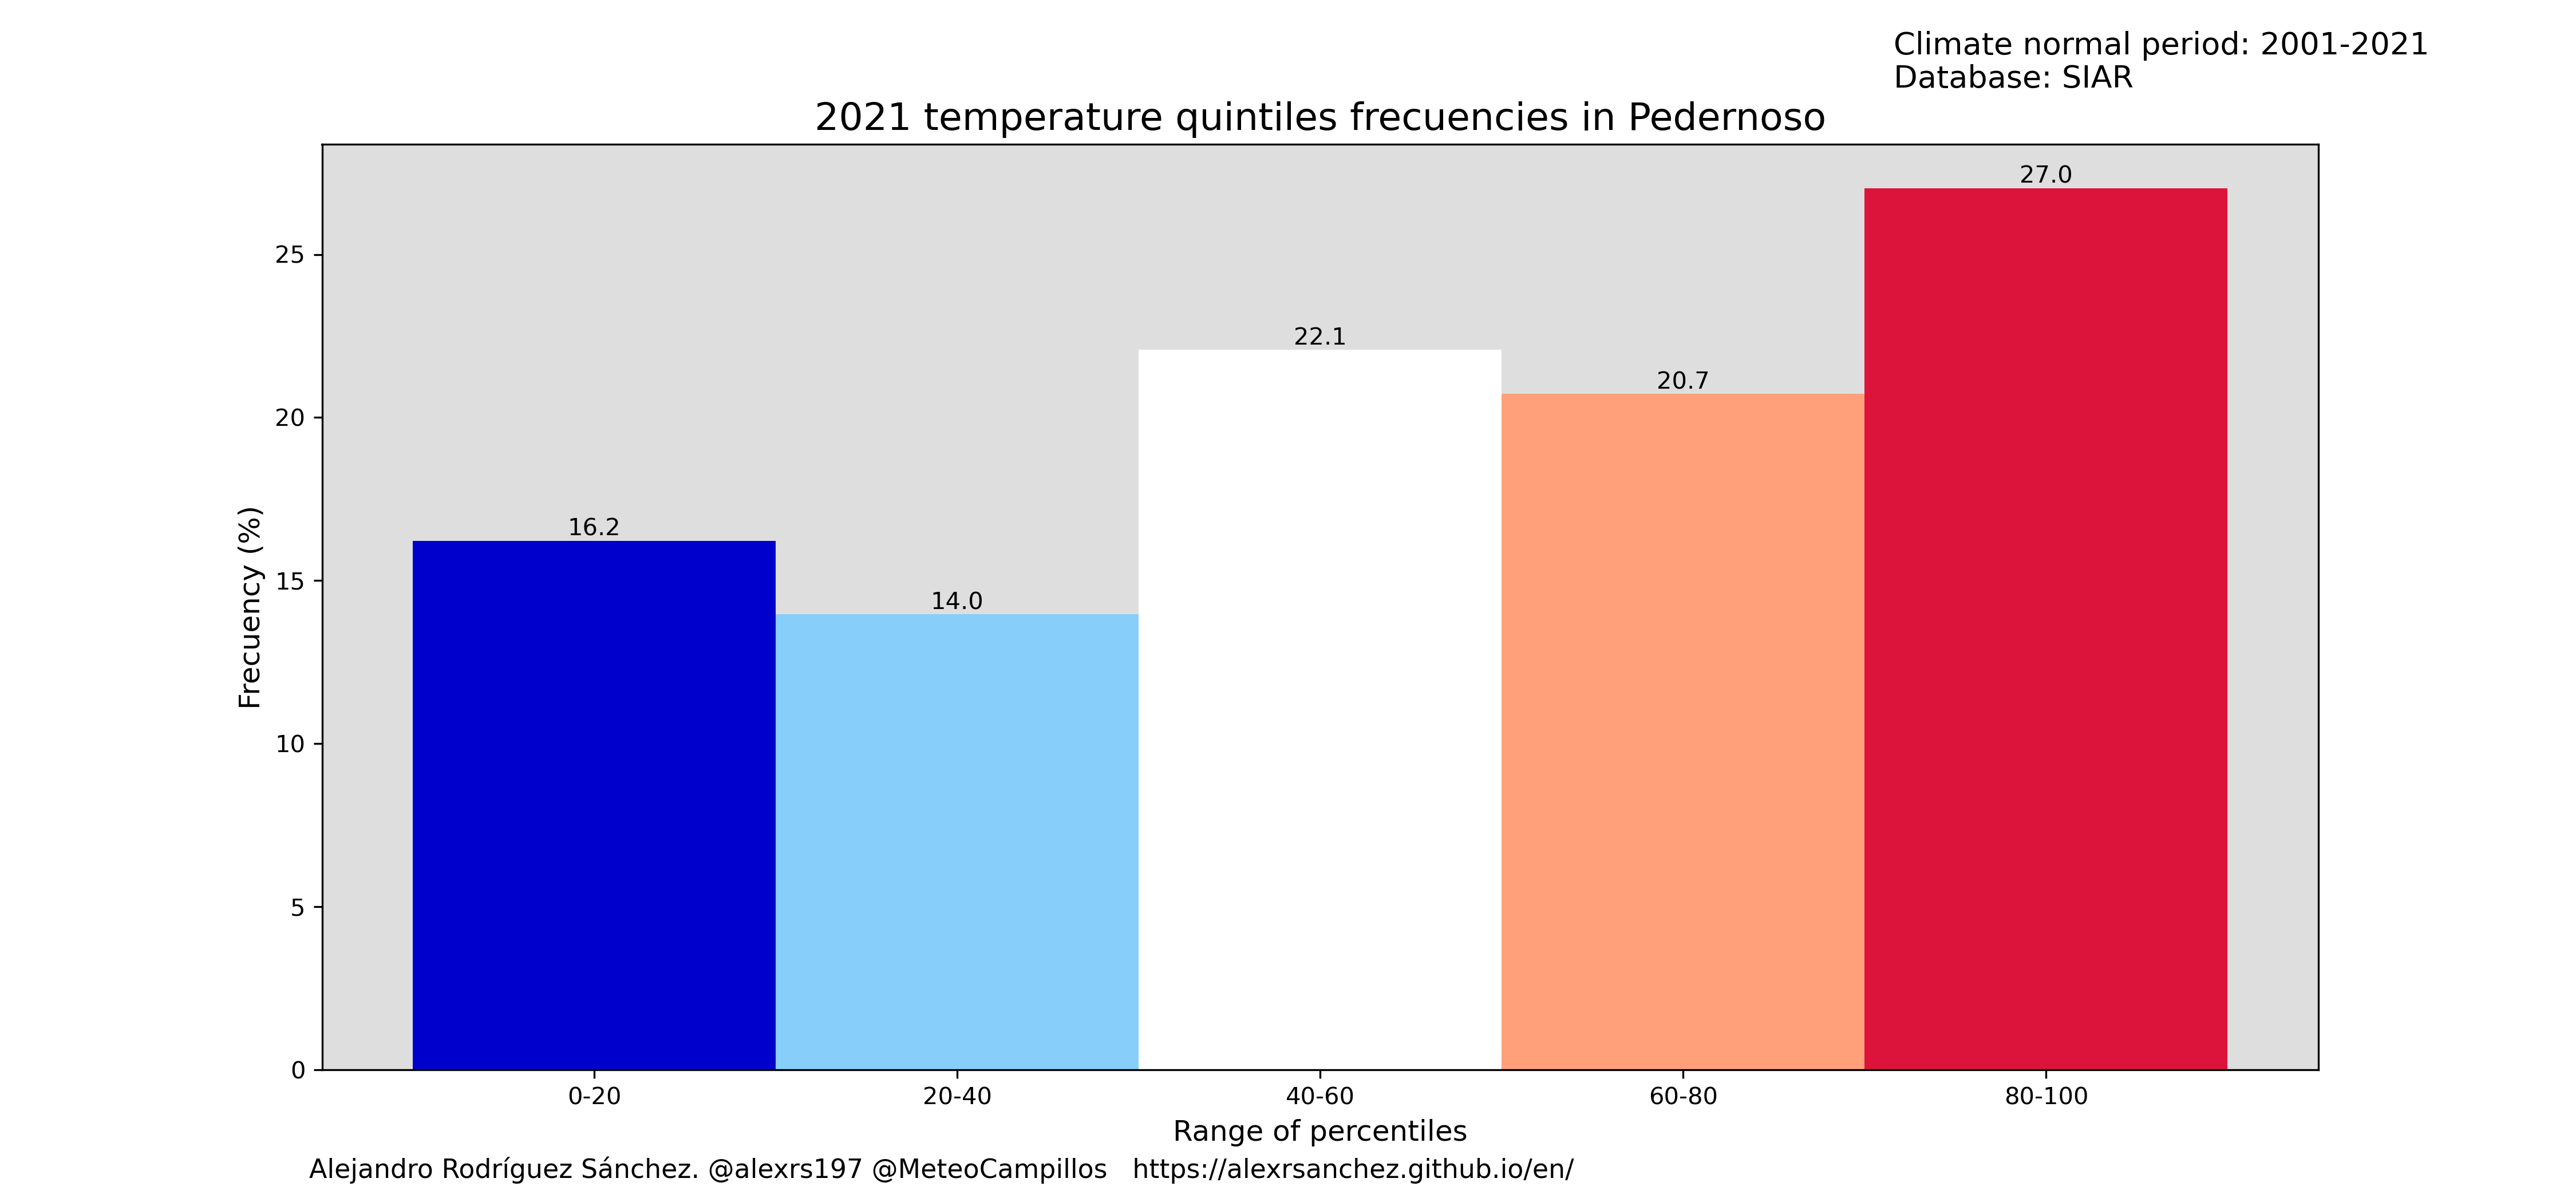 Climate normal period: 2001-2021
Database: SIAR
2021 temperature quintiles frecuencies in Pedernoso
27.0
25
22.1
20.7
20
16.2
Frecuency (%)
15
14.0
10
5
0
0-20
20-40
40-60
60-80
80-100
Range of percentiles
Alejandro Rodríguez Sánchez. @alexrs197 @MeteoCampillos https://alexrsanchez.github.io/en/